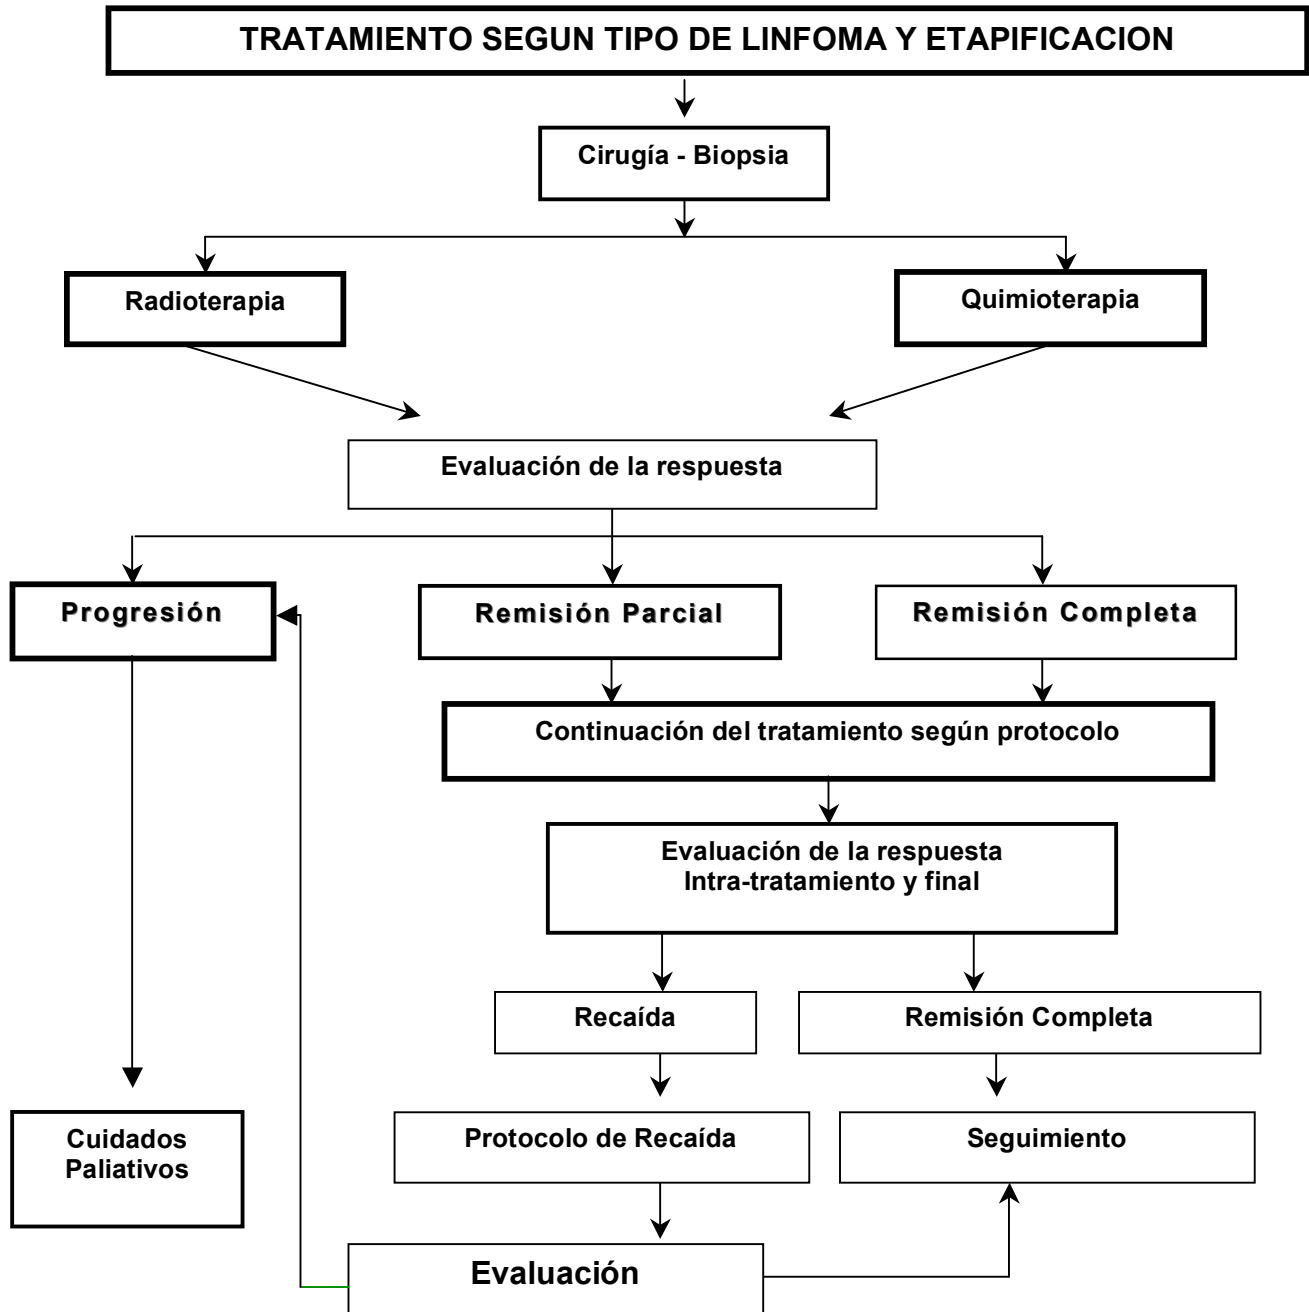 TRATAMIENTO SEGUN TIPO DE LINFOMA Y ETAPIFICACION
Cirugía - Biopsia
Radioterapia
Quimioterapia
Evaluación de la respuesta
Progresión
Remisión Parcial
Remisión Completa
Continuación del tratamiento según protocolo
Evaluación de la respuesta
Intra-tratamiento y final
Recaída
Remisión Completa
Protocolo de Recaída
Seguimiento
Cuidados
Paliativos
Evaluación